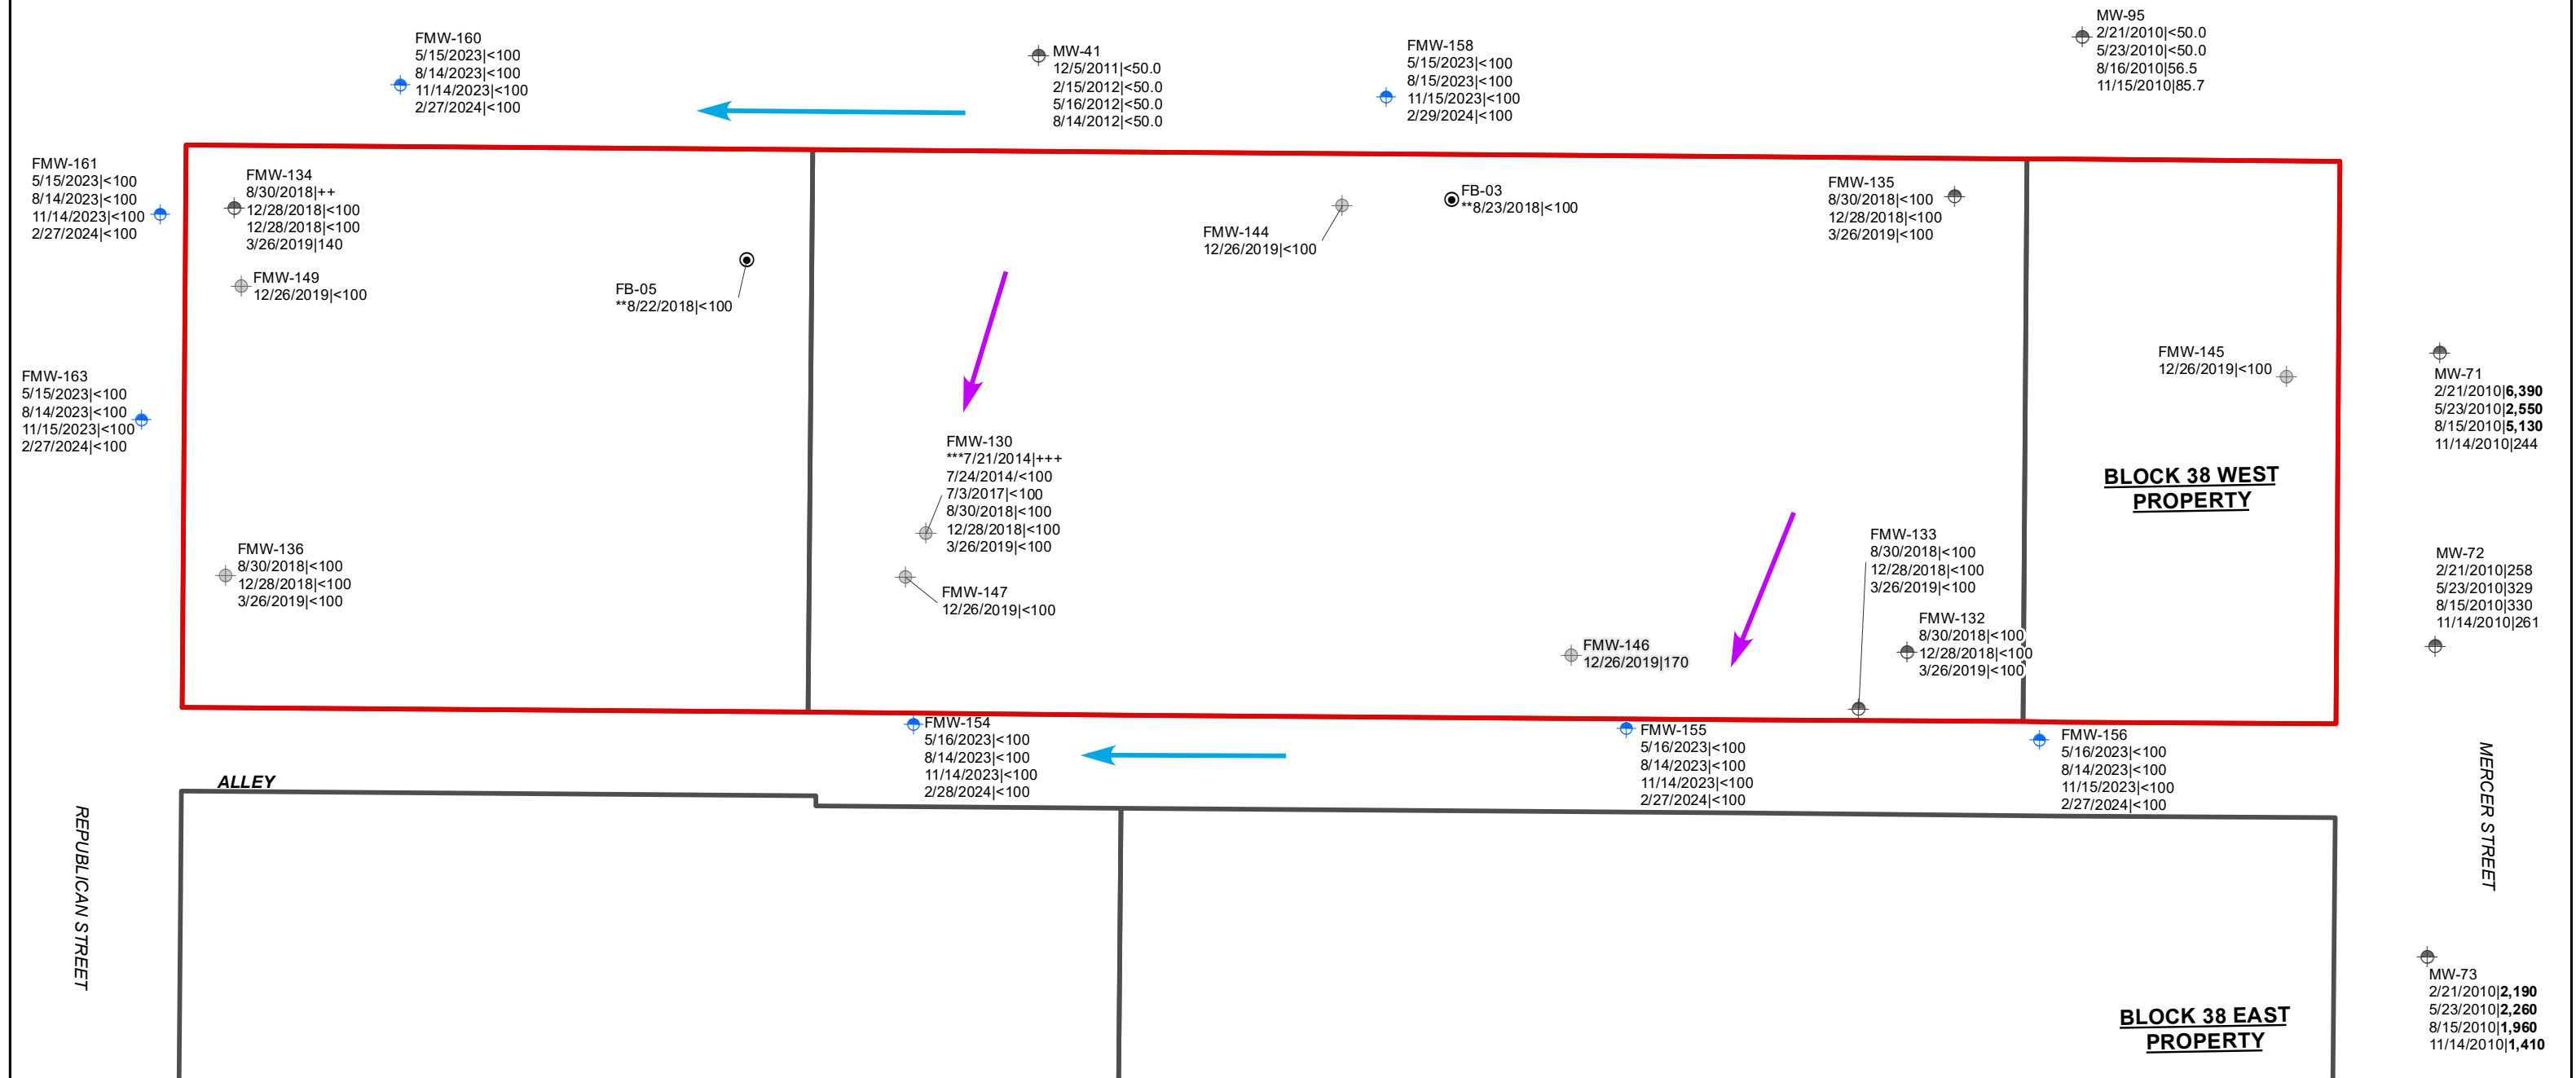 FMW-160
5/15/2023|<100
8/14/2023|<100
11/14/2023|<100
2/27/2024|<100
MW-41
12/5/2011|<50.0
2/15/2012|<50.0
5/16/2012|<50.0
8/14/2012|<50.0
FMW-158
5/15/2023|<100
8/15/2023|<100
11/15/2023|<100
2/29/2024|<100
MW-95
2/21/2010|<50.0
5/23/2010|<50.0
8/16/2010|56.5
11/15/2010|85.7
FMW-161
5/15/2023|<100
8/14/2023|<100
11/14/2023|<100
2/27/2024|<100
FMW-134
8/30/2018|++
12/28/2018|<100
12/28/2018|<100
3/26/2019|140
FMW-149
12/26/2019|<100
FB-05
**8/22/2018|<100
FMW-144
12/26/2019|<100
FB-03
**8/23/2018|<100
FMW-135
8/30/2018|<100
12/28/2018|<100
3/26/2019|<100
FMW-145
12/26/2019|<100
MW-71
2/21/2010|6,390
5/23/2010|2,550
8/15/2010|5,130
11/14/2010|244
FMW-163
5/15/2023|<100
8/14/2023|<100
11/15/2023|<100
2/27/2024|<100
FMW-130
***7/21/2014|+++
7/24/2014/<100
7/3/2017|<100
8/30/2018|<100
12/28/2018|<100
3/26/2019|<100
BLOCK 38 WEST
PROPERTY
FMW-136
8/30/2018|<100
12/28/2018|<100
3/26/2019|<100
FMW-147
12/26/2019|<100
FMW-133
8/30/2018|<100
12/28/2018|<100
3/26/2019|<100
FMW-132
8/30/2018|<100
12/28/2018|<100
3/26/2019|<100
FMW-146
12/26/2019|170
MW-72
2/21/2010|258
5/23/2010|329
8/15/2010|330
11/14/2010|261
FMW-154
5/16/2023|<100
8/14/2023|<100
11/14/2023|<100
2/28/2024|<100
FMW-155
5/16/2023|<100
8/14/2023|<100
11/14/2023|<100
2/27/2024|<100
FMW-156
5/16/2023|<100
8/14/2023|<100
11/15/2023|<100
2/27/2024|<100
ALLEY
REPUBLICAN STREET
MERCER STREET
MW-73
2/21/2010|2,190
5/23/2010|2,260
8/15/2010|1,960
11/14/2010|1,410
BLOCK 38 EAST
PROPERTY